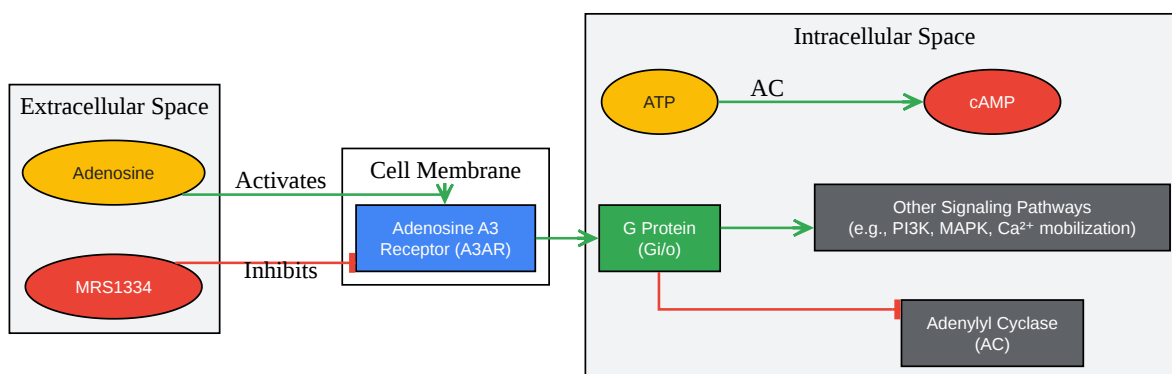 Extracellular Space
Adenosine
MRS1334
Activates
Inhibits
Cell Membrane
Adenosine A3
Receptor (A3AR)
Intracellular Space
ATP
AC
cAMP
G Protein
(Gi/o)
Other Signaling Pathways
(e.g., PI3K, MAPK, Ca²⁺ mobilization)
Adenylyl Cyclase
(AC)